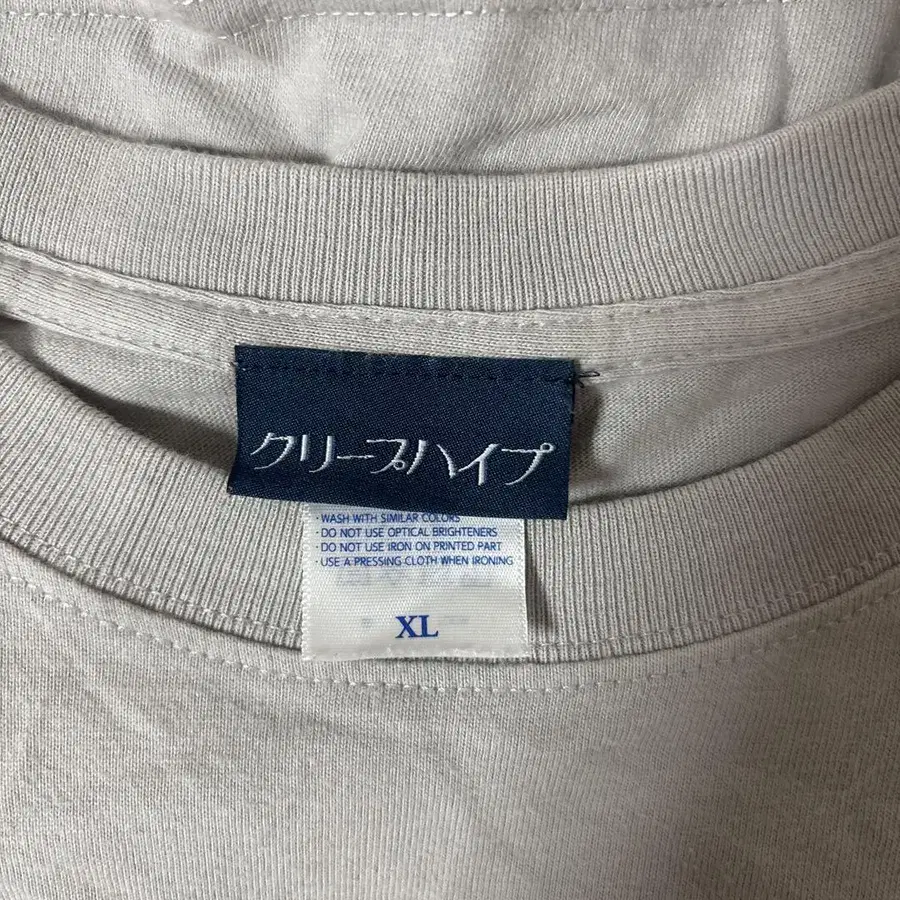 クリープハイプ
・WASH WITH SIMILAR COLORS
・DO NOT USE OPTICAL BRIGHTENERS
・DO NOT USE IRON ON PRINTED PART
・USE A PRESSING CLOTH WHEN IRONING
XL